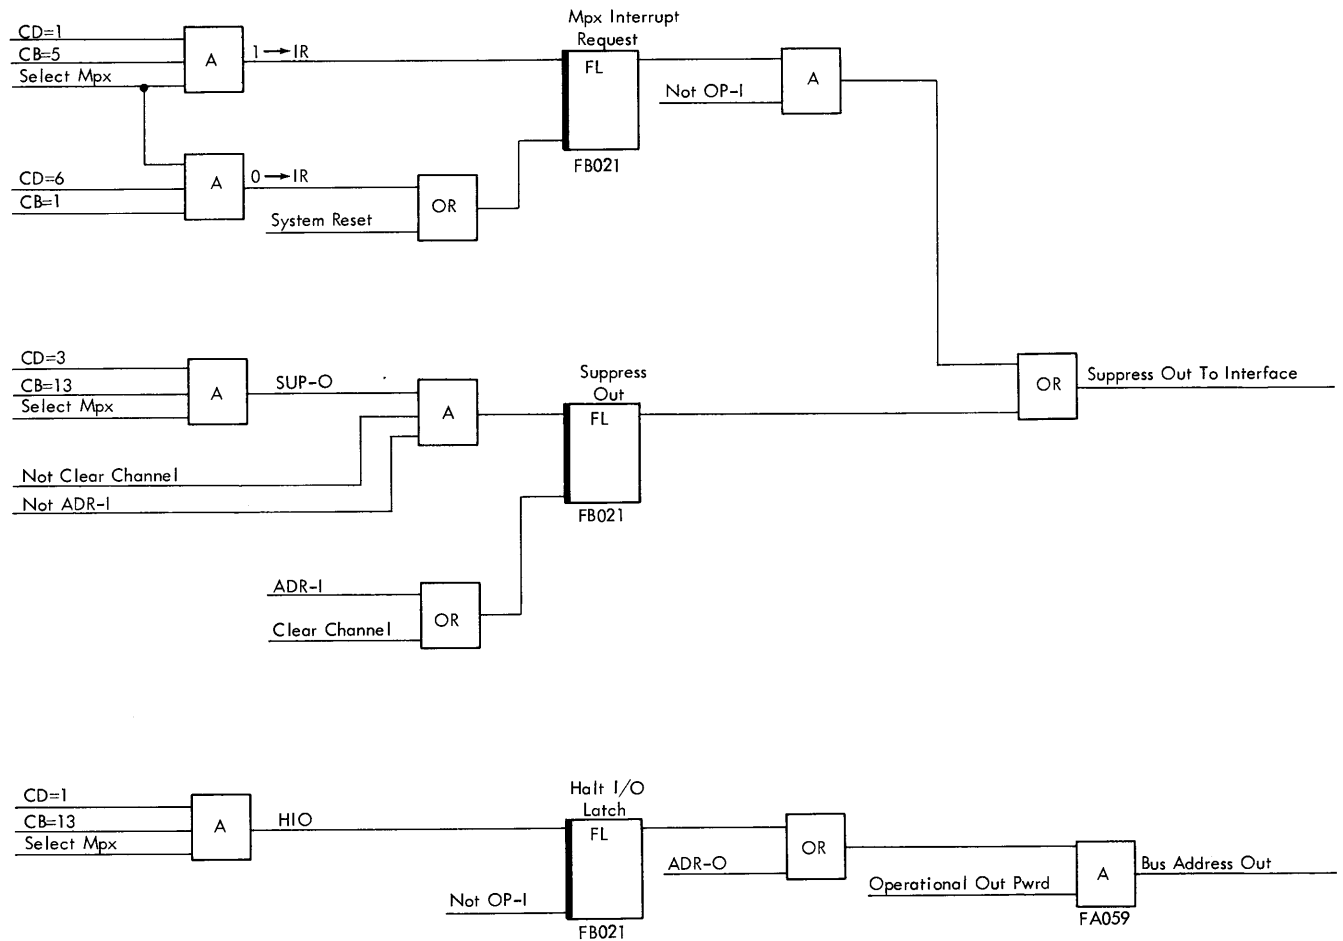 CD=1
CB=5
Select Mpx
A
1→IR
Mpx Interrupt
Request
FL
FB021
Not OP-I
A
CD=6
CB=1
A
0→IR
System Reset
OR
CD=3
CB=13
Select Mpx
A
SUP-O
Not Clear Channel
Not ADR-I
A
Suppress
Out
FL
FB021
OR
Suppress Out To Interface
ADR-I
Clear Channel
OR
CD=1
CB=13
Select Mpx
A
HIO
Halt I/O
Latch
FL
Not OP-I
FB021
ADR-O
OR
Operational Out Pwrd
A
FA059
Bus Address Out